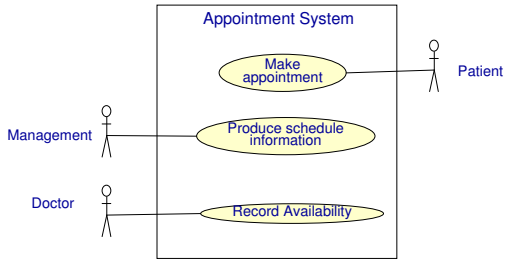 Appointment System
Make
appointment
Patient
Management
Produce schedule
information
Doctor
Record Availability